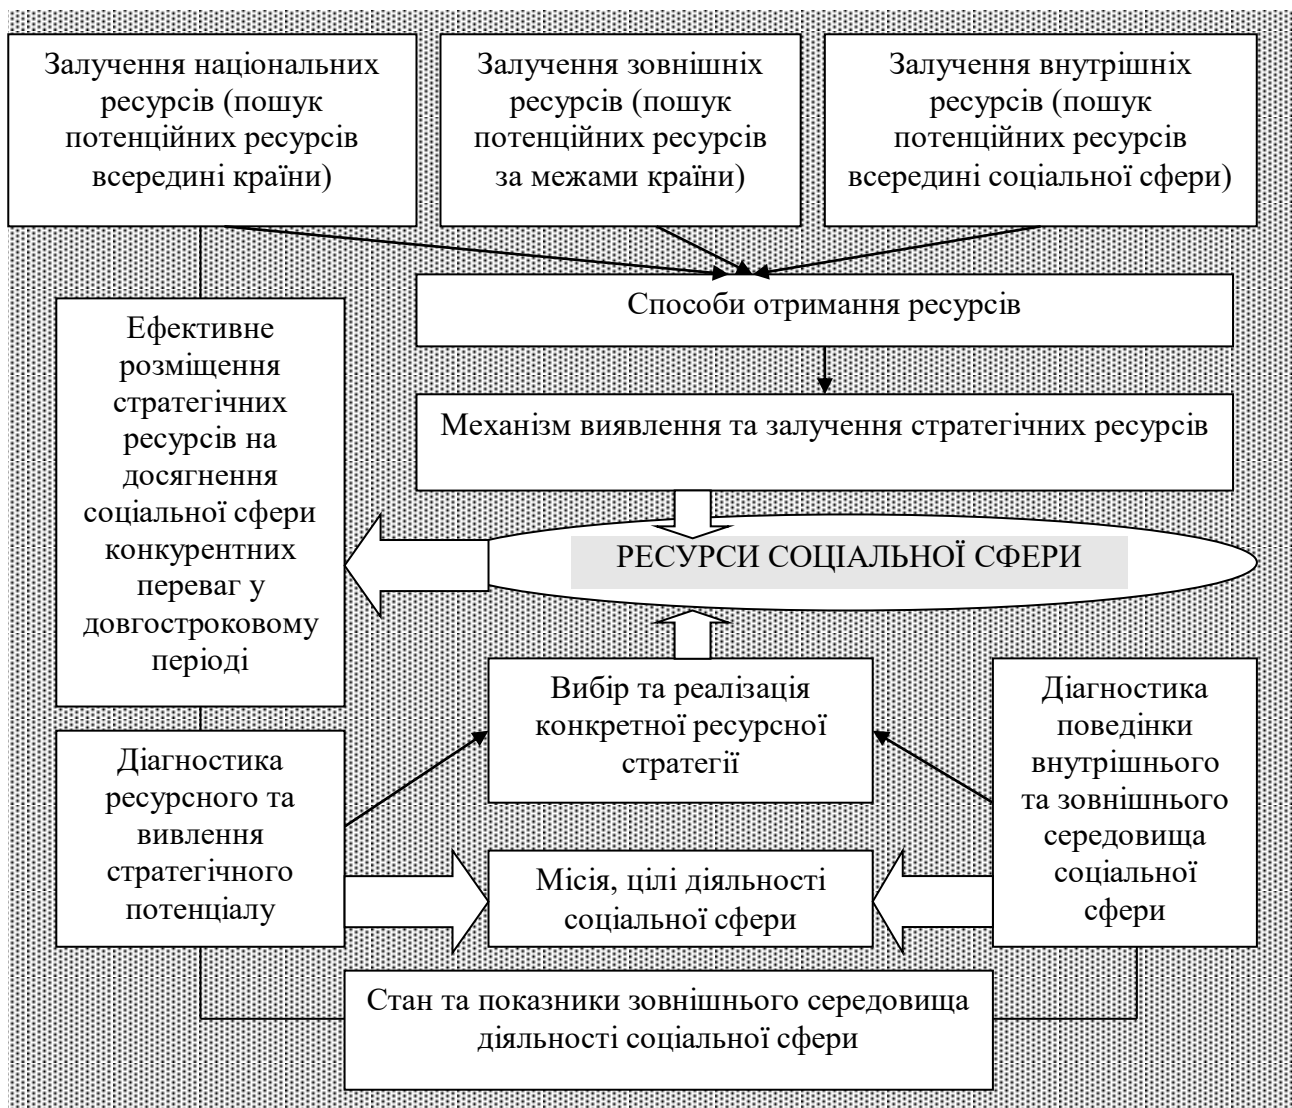 Залучення національних
ресурсів (пошук
потенційних ресурсів
всередині країни)
Залучення зовнішніх
ресурсів (пошук
потенційних ресурсів
за межами країни)
Залучення внутрішніх
ресурсів (пошук
потенційних ресурсів
всередині соціальної сфери)
Способи отримання ресурсів
Ефективне
розміщення
стратегічних
ресурсів на
досягнення
соціальної сфери
конкурентних
переваг у
довгостроковому
періоді
Механізм виявлення та залучення стратегічних ресурсів
РЕСУРСИ СОЦІАЛЬНОЇ СФЕРИ
Вибір та реалізація
конкретної ресурсної
стратегії
Діагностика
поведінки
внутрішнього
та зовнішнього
середовища
соціальної
сфери
Діагностика
ресурсного та
вивлення
стратегічного
потенціалу
Місія, цілі діяльності
соціальної сфери
Стан та показники зовнішнього середовища
діяльності соціальної сфери